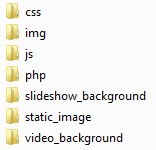 css
img
js
php
slideshow_background
static_image
video_background